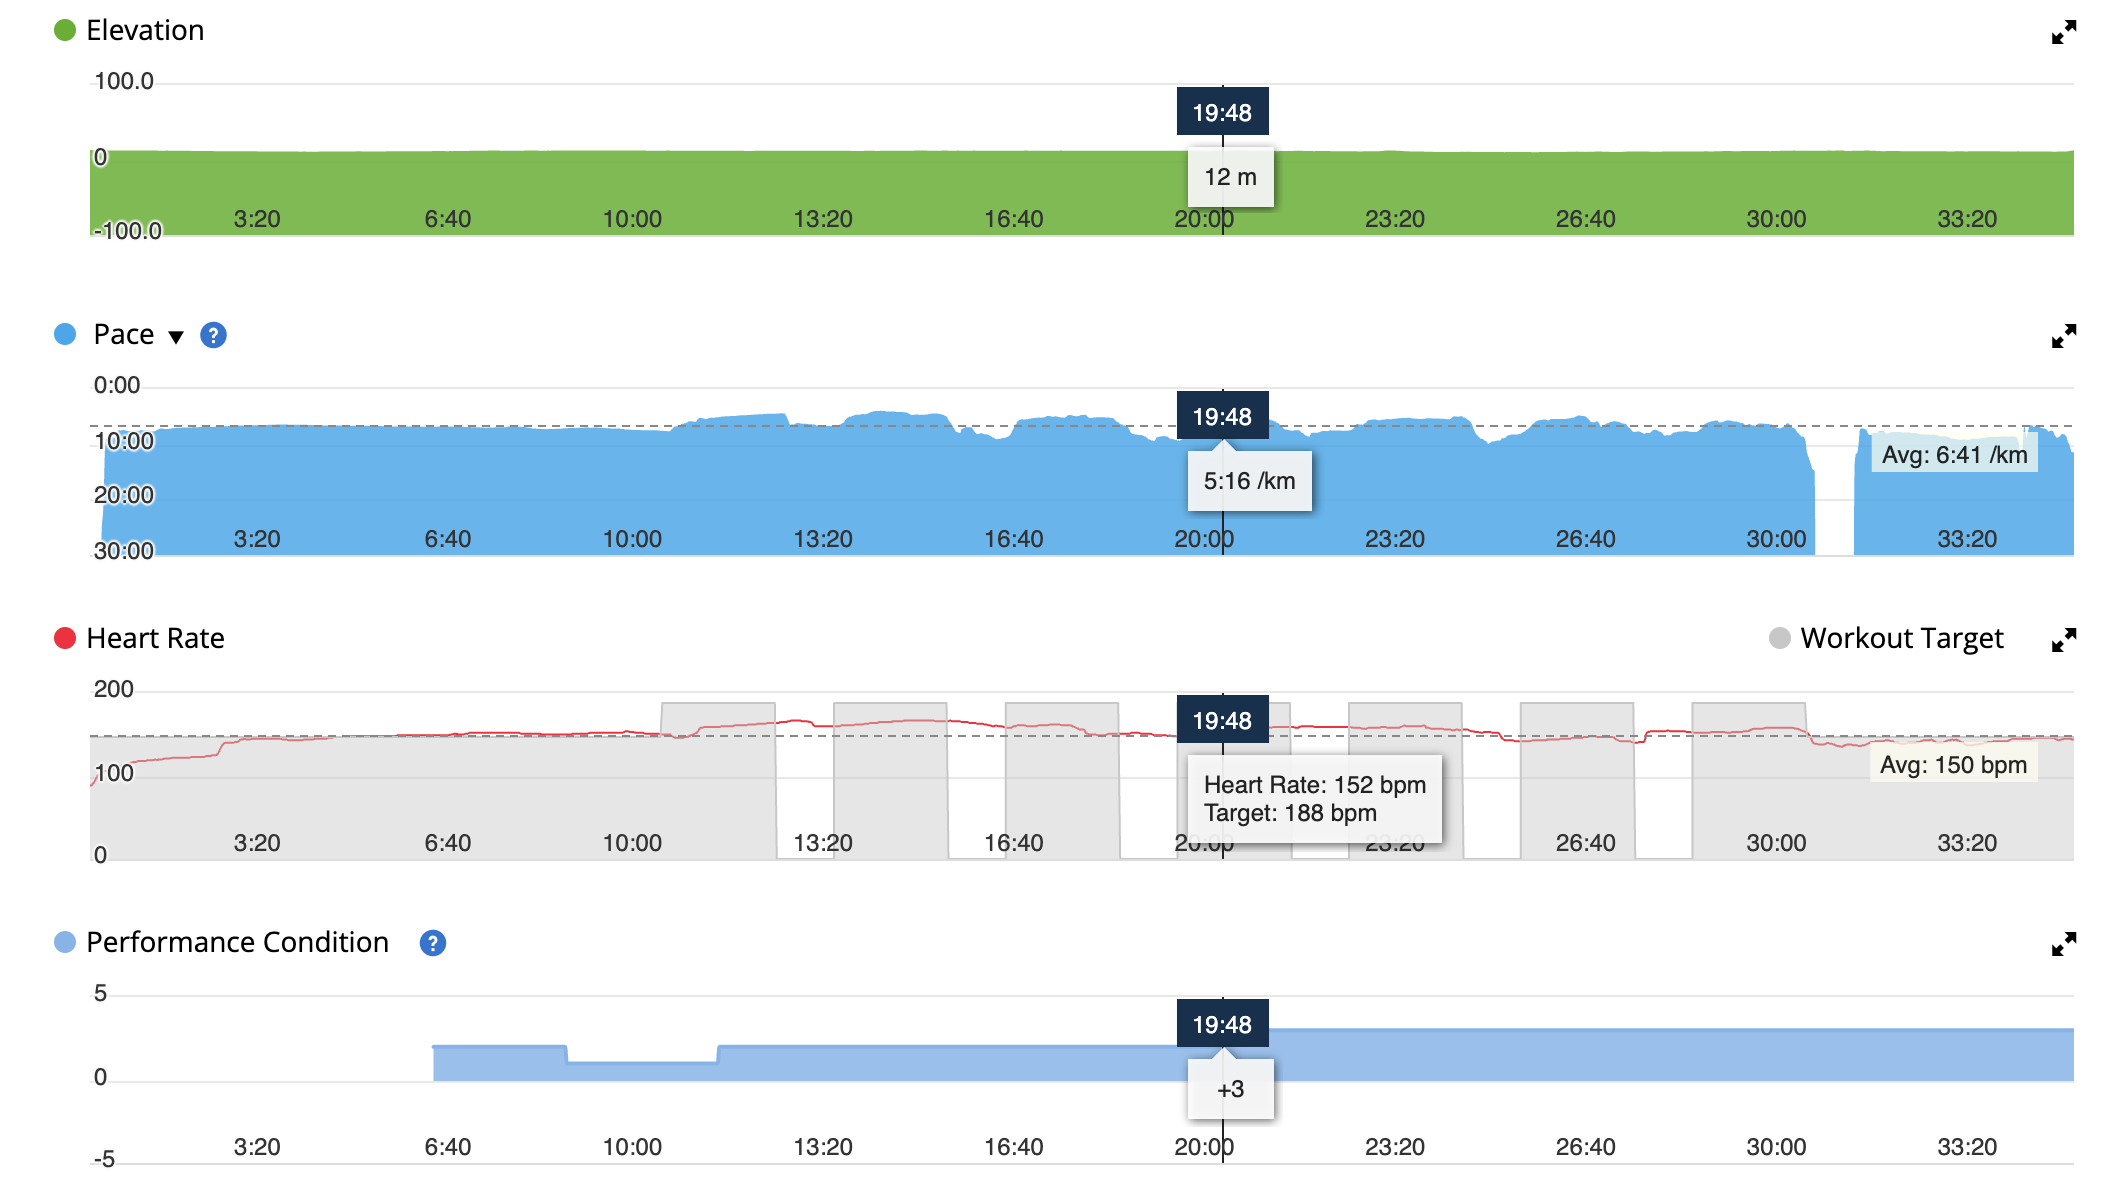 Elevation
100.0
19:48
0
12 m
3:20 6:40 10:00 13:20 16:40 20:00 23:20 26:40 30:00 33:20
-100.0
Pace ▼ ?
0:00
19:48
10:00
Avg: 6:41 /km
5:16 /km
20:00
3:20 6:40 10:00 13:20 16:40 20:00 23:20 26:40 30:00 33:20
30:00
Heart Rate Workout Target
200
19:48
100
Avg: 150 bpm
Heart Rate: 152 bpm
Target: 188 bpm
3:20 6:40 10:00 13:20 16:40 20:00 23:20 26:40 30:00 33:20
0
Performance Condition ?
5
19:48
0
+3
3:20 6:40 10:00 13:20 16:40 20:00 23:20 26:40 30:00 33:20
-5